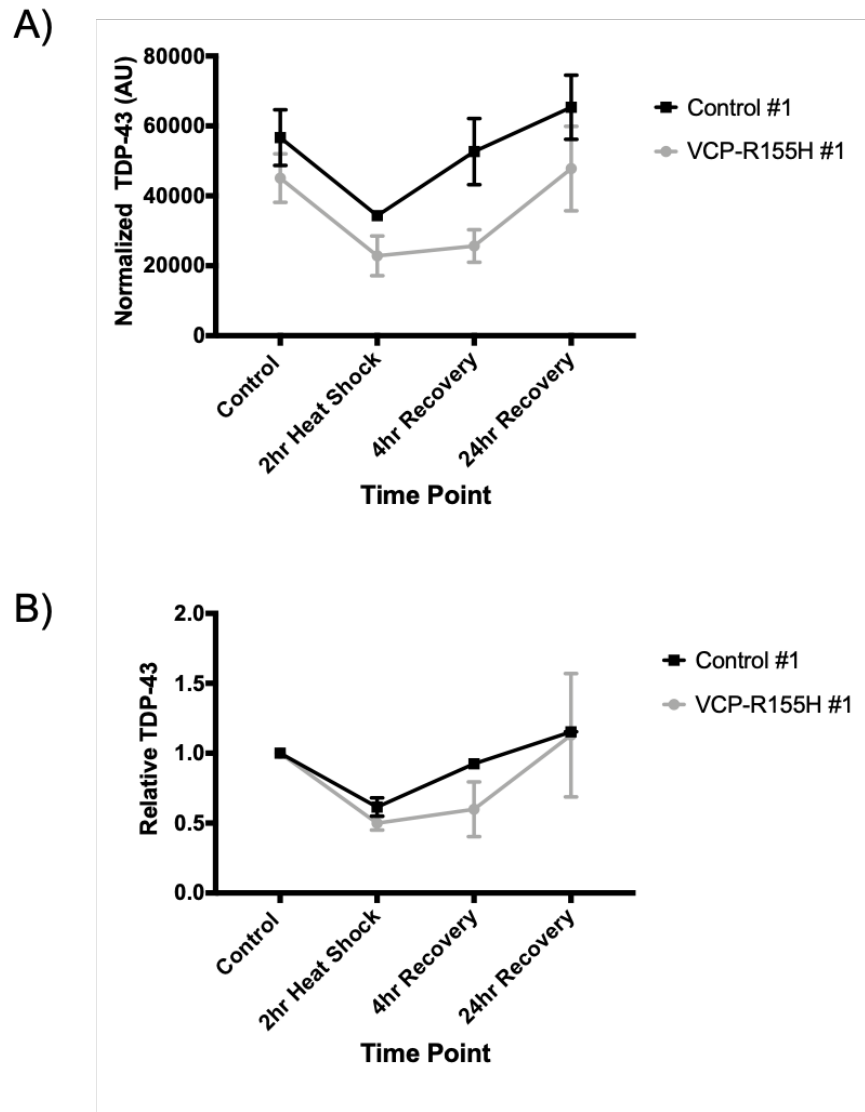 A)
80000
60000
40000
20000
0
Normalized TDP-43 (AU)
Control
2hr Heat Shock
4hr Recovery
24hr Recovery
Time Point
Control #1
VCP-R155H #1
B)
2.0
1.5
1.0
0.5
0.0
Relative TDP-43
Control
2hr Heat Shock
4hr Recovery
24hr Recovery
Time Point
Control #1
VCP-R155H #1